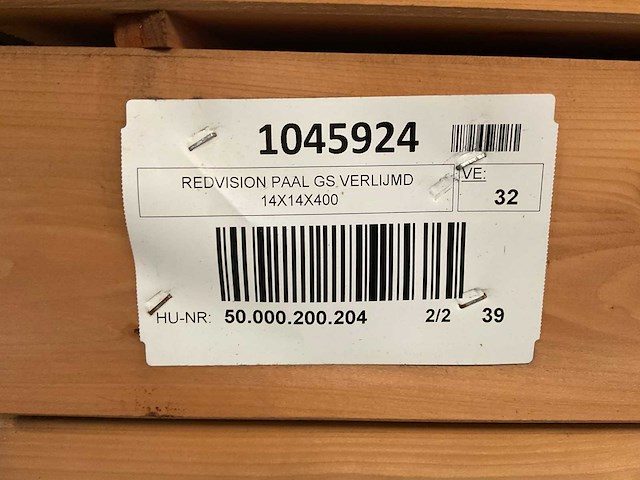 1045924
REDVISION PAAL GS VERLIJMD
14X14X400
VE:
32
HU-NR: 50.000.200.204 2/2 39